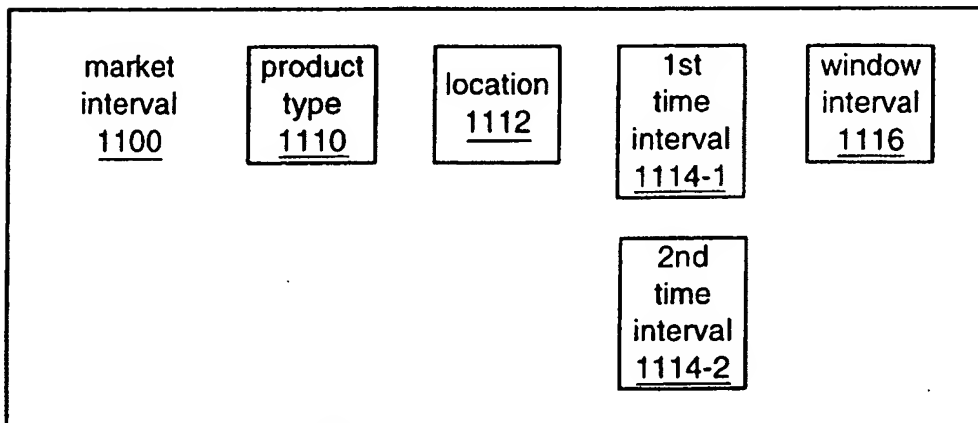 market
interval
1100
product
type
1110
location
1112
1st
time
interval
1114-1
window
interval
1116
2nd
time
interval
1114-2